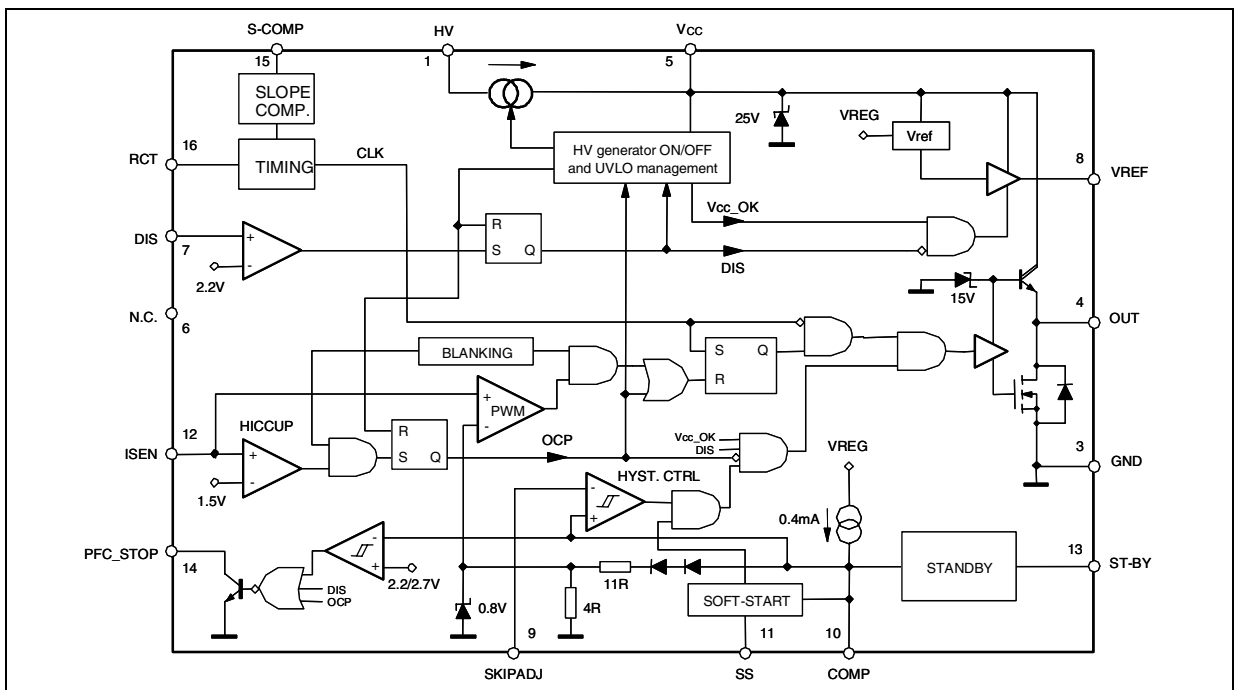 S-COMP
HV
Vcc
15
1
5
SLOPE
COMP.
25V
VREG
Vref
16
RCT
TIMING
CLK
HV generator ON/OFF
and UVLO management
8
VREF
Vcc_OK
R
S
Q
DIS
7
+
-
2.2V
DIS
15V
4
OUT
N.C.
6
BLANKING
S
Q
R
+
PWM
-
12
HICCUP
ISEN
R
S
Q
OCP
Vcc_OK
DIS
VREG
3
GND
+
-
1.5V
HYST. CTRL
-
+
0.4mA
PFC_STOP
14
-
+
2.2/2.7V
13
ST-BY
STANDBY
DIS
OCP
11R
0.8V
4R
SOFT-START
9
11
10
SKIPADJ
SS
COMP